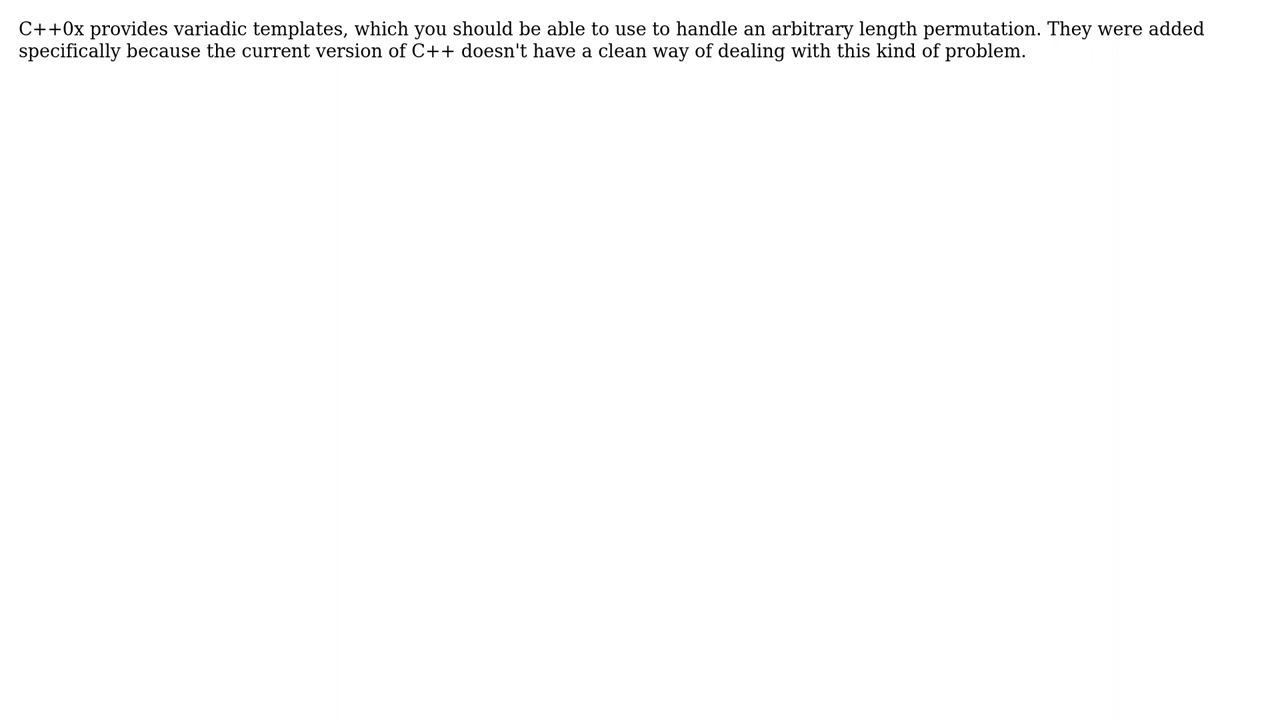 C++0x provides variadic templates, which you should be able to use to handle an arbitrary length permutation. They were added
specifically because the current version of C++ doesn't have a clean way of dealing with this kind of problem.